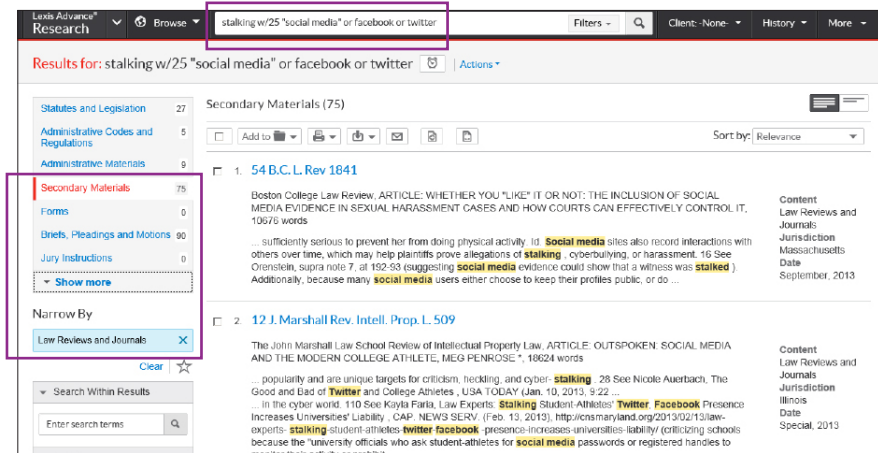 Lexis Advance®
Research
Browse
stalking w/25 "social media" or facebook or twitter
Filters
Client: -None-
History
More
Results for: stalking w/25 "social media" or facebook or twitter
Actions
Statutes and Legislation 27
Administrative Codes and
Regulations 5
Administrative Materials 9
Secondary Materials 75
Forms 0
Briefs, Pleadings and Motions 90
Jury Instructions 0
Show more
Narrow By
Law Reviews and Journals X
Clear
Search Within Results
Enter search terms
Secondary Materials (75)
Add to
Sort by: Relevance
1. 54 B.C. L. Rev 1841
Boston College Law Review, ARTICLE: WHETHER YOU "LIKE" IT OR NOT: THE INCLUSION OF SOCIAL
MEDIA EVIDENCE IN SEXUAL HARASSMENT CASES AND HOW COURTS CAN EFFECTIVELY CONTROL IT,
10676 words
... sufficiently serious to prevent her from doing physical activity. Id. Social media sites also record interactions with
others over time, which may help plaintiffs prove allegations of stalking , cyberbullying, or harassment. 16 See
Orenstein, supra note 7, at 192-93 (suggesting social media evidence could show that a witness was stalked ).
Additionally, because many social media users either choose to keep their profiles public, or do ...
Content
Law Reviews and
Journals
Jurisdiction
Massachusetts
Date
September, 2013
2. 12 J. Marshall Rev. Intell. Prop. L. 509
The John Marshall Law School Review of Intellectual Property Law, ARTICLE: OUTSPOKEN: SOCIAL MEDIA
AND THE MODERN COLLEGE ATHLETE, MEG PENROSE *, 18624 words
... popularity and are unique targets for criticism, heckling, and cyber- stalking . 28 See Nicole Auerbach, The
Good and Bad of Twitter and College Athletes , USA TODAY (Jan. 10, 2013, 9:22 ...
... in the cyber world. 110 See Kayla Faria, Law Experts: Stalking Student-Athletes' Twitter, Facebook Presence
Increases Universities' Liability , CAP. NEWS SERV. (Feb. 13, 2013), http://cnsmaryland.org/2013/02/13/law-
experts- stalking-student-athletes-twitter-facebook -presence-increases-universities-liability/ (criticizing schools
because the "university officials who ask student-athletes for social media passwords or registered handles to
Content
Law Reviews and
Journals
Jurisdiction
Illinois
Date
Special, 2013